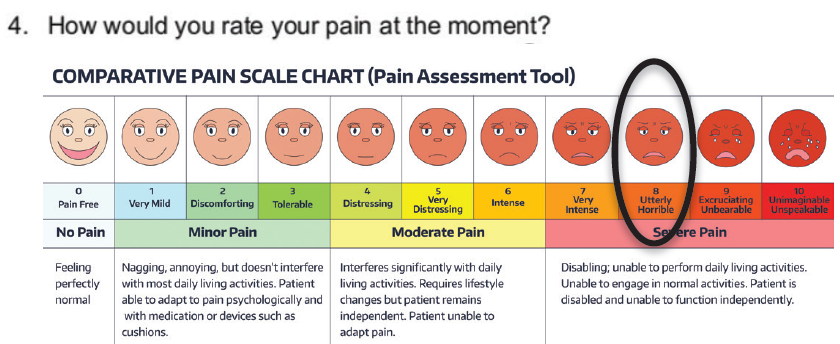 4. How would you rate your pain at the moment?
COMPARATIVE PAIN SCALE CHART (Pain Assessment Tool)
0 1 2 3 4 5 6 7 8 9 10
Pain Free Very Mild Discomforting Tolerable Distressing Very Distressing Intense Very Intense Utterly Horrible Excruciating Unbearable Unimaginable Unspeakable
No Pain Minor Pain Moderate Pain Severe Pain
Feeling
perfectly
normal
Nagging, annoying, but doesn't interfere
with most daily living activities. Patient
able to adapt to pain psychologically and
with medication or devices such as
cushions.
Interferes significantly with daily
living activities. Requires lifestyle
changes but patient remains
independent. Patient unable to
adapt pain.
Disabling; unable to perform daily living activities.
Unable to engage in normal activities. Patient is
disabled and unable to function independently.